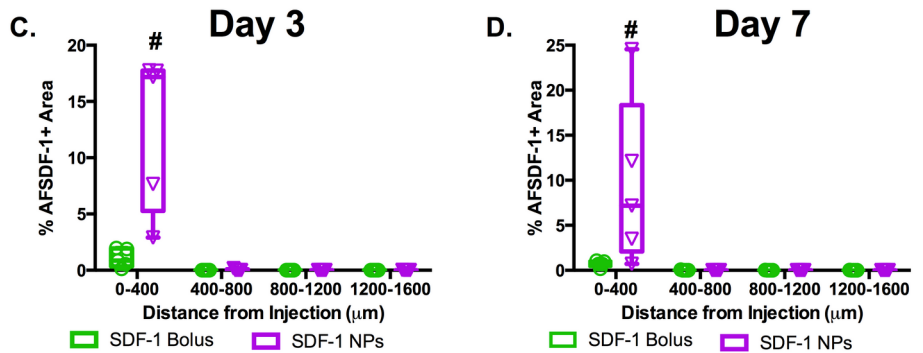 C. Day 3
#
% AFSDF-1+ Area
20
15
10
5
0
0-400 400-800 800-1200 1200-1600
Distance from Injection (μm)
SDF-1 Bolus SDF-1 NPs
D. Day 7
#
% AFSDF-1+ Area
25
20
15
10
5
0
0-400 400-800 800-1200 1200-1600
Distance from Injection (μm)
SDF-1 Bolus SDF-1 NPs